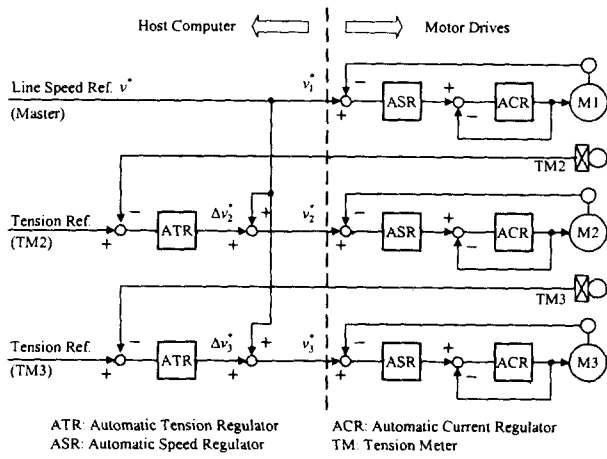 Host Computer
Motor Drives
Line Speed Ref. v*
(Master)
v₁*
−
+
ASR
+
−
ACR
M1
TM2
Tension Ref.
(TM2)
−
+
ATR
Δv₂*
+
+
v₂*
−
+
ASR
+
−
ACR
M2
TM3
Tension Ref.
(TM3)
−
+
ATR
Δv₃*
+
+
v₃*
−
+
ASR
+
−
ACR
M3
ATR: Automatic Tension Regulator
ASR: Automatic Speed Regulator
ACR: Automatic Current Regulator
TM: Tension Meter